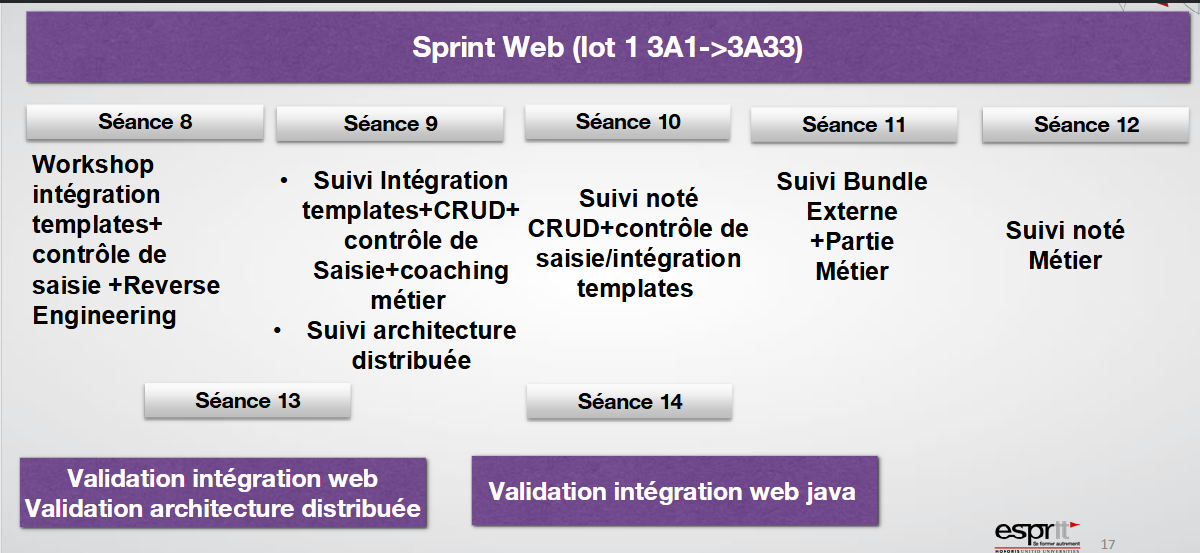 Sprint Web (lot 1 3A1->3A33)
Séance 8
Workshop
intégration
templates+
contrôle de
saisie +Reverse
Engineering
Séance 9
• Suivi Intégration
templates+CRUD+
contrôle de
Saisie+coaching
métier
• Suivi architecture
distribuée
Séance 10
Suivi noté
CRUD+contrôle de
saisie/intégration
templates
Séance 11
Suivi Bundle
Externe
+Partie
Métier
Séance 12
Suivi noté
Métier
Séance 13
Validation intégration web
Validation architecture distribuée
Séance 14
Validation intégration web java
esprit
Se former autrement
HONORIS UNITED UNIVERSITIES
17